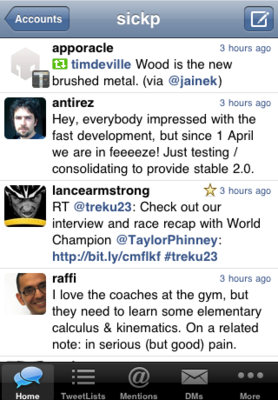 Accounts
sickp
apporacle
3 hours ago
timdeville Wood is the new
brushed metal. (via @jainek)
antirez
3 hours ago
Hey, everybody impressed with the
fast development, but since 1 April
we are in feeeeze! Just testing /
consolidating to provide stable 2.0.
lancearmstrong
3 hours ago
RT @treku23: Check out our
interview and race recap with World
Champion @TaylorPhinney:
http://bit.ly/cmflkf #treku23
raffi
3 hours ago
I love the coaches at the gym, but
they need to learn some elementary
calculus & kinematics. On a related
note: in serious (but good) pain.
Home
TweetLists
Mentions
DMs
More